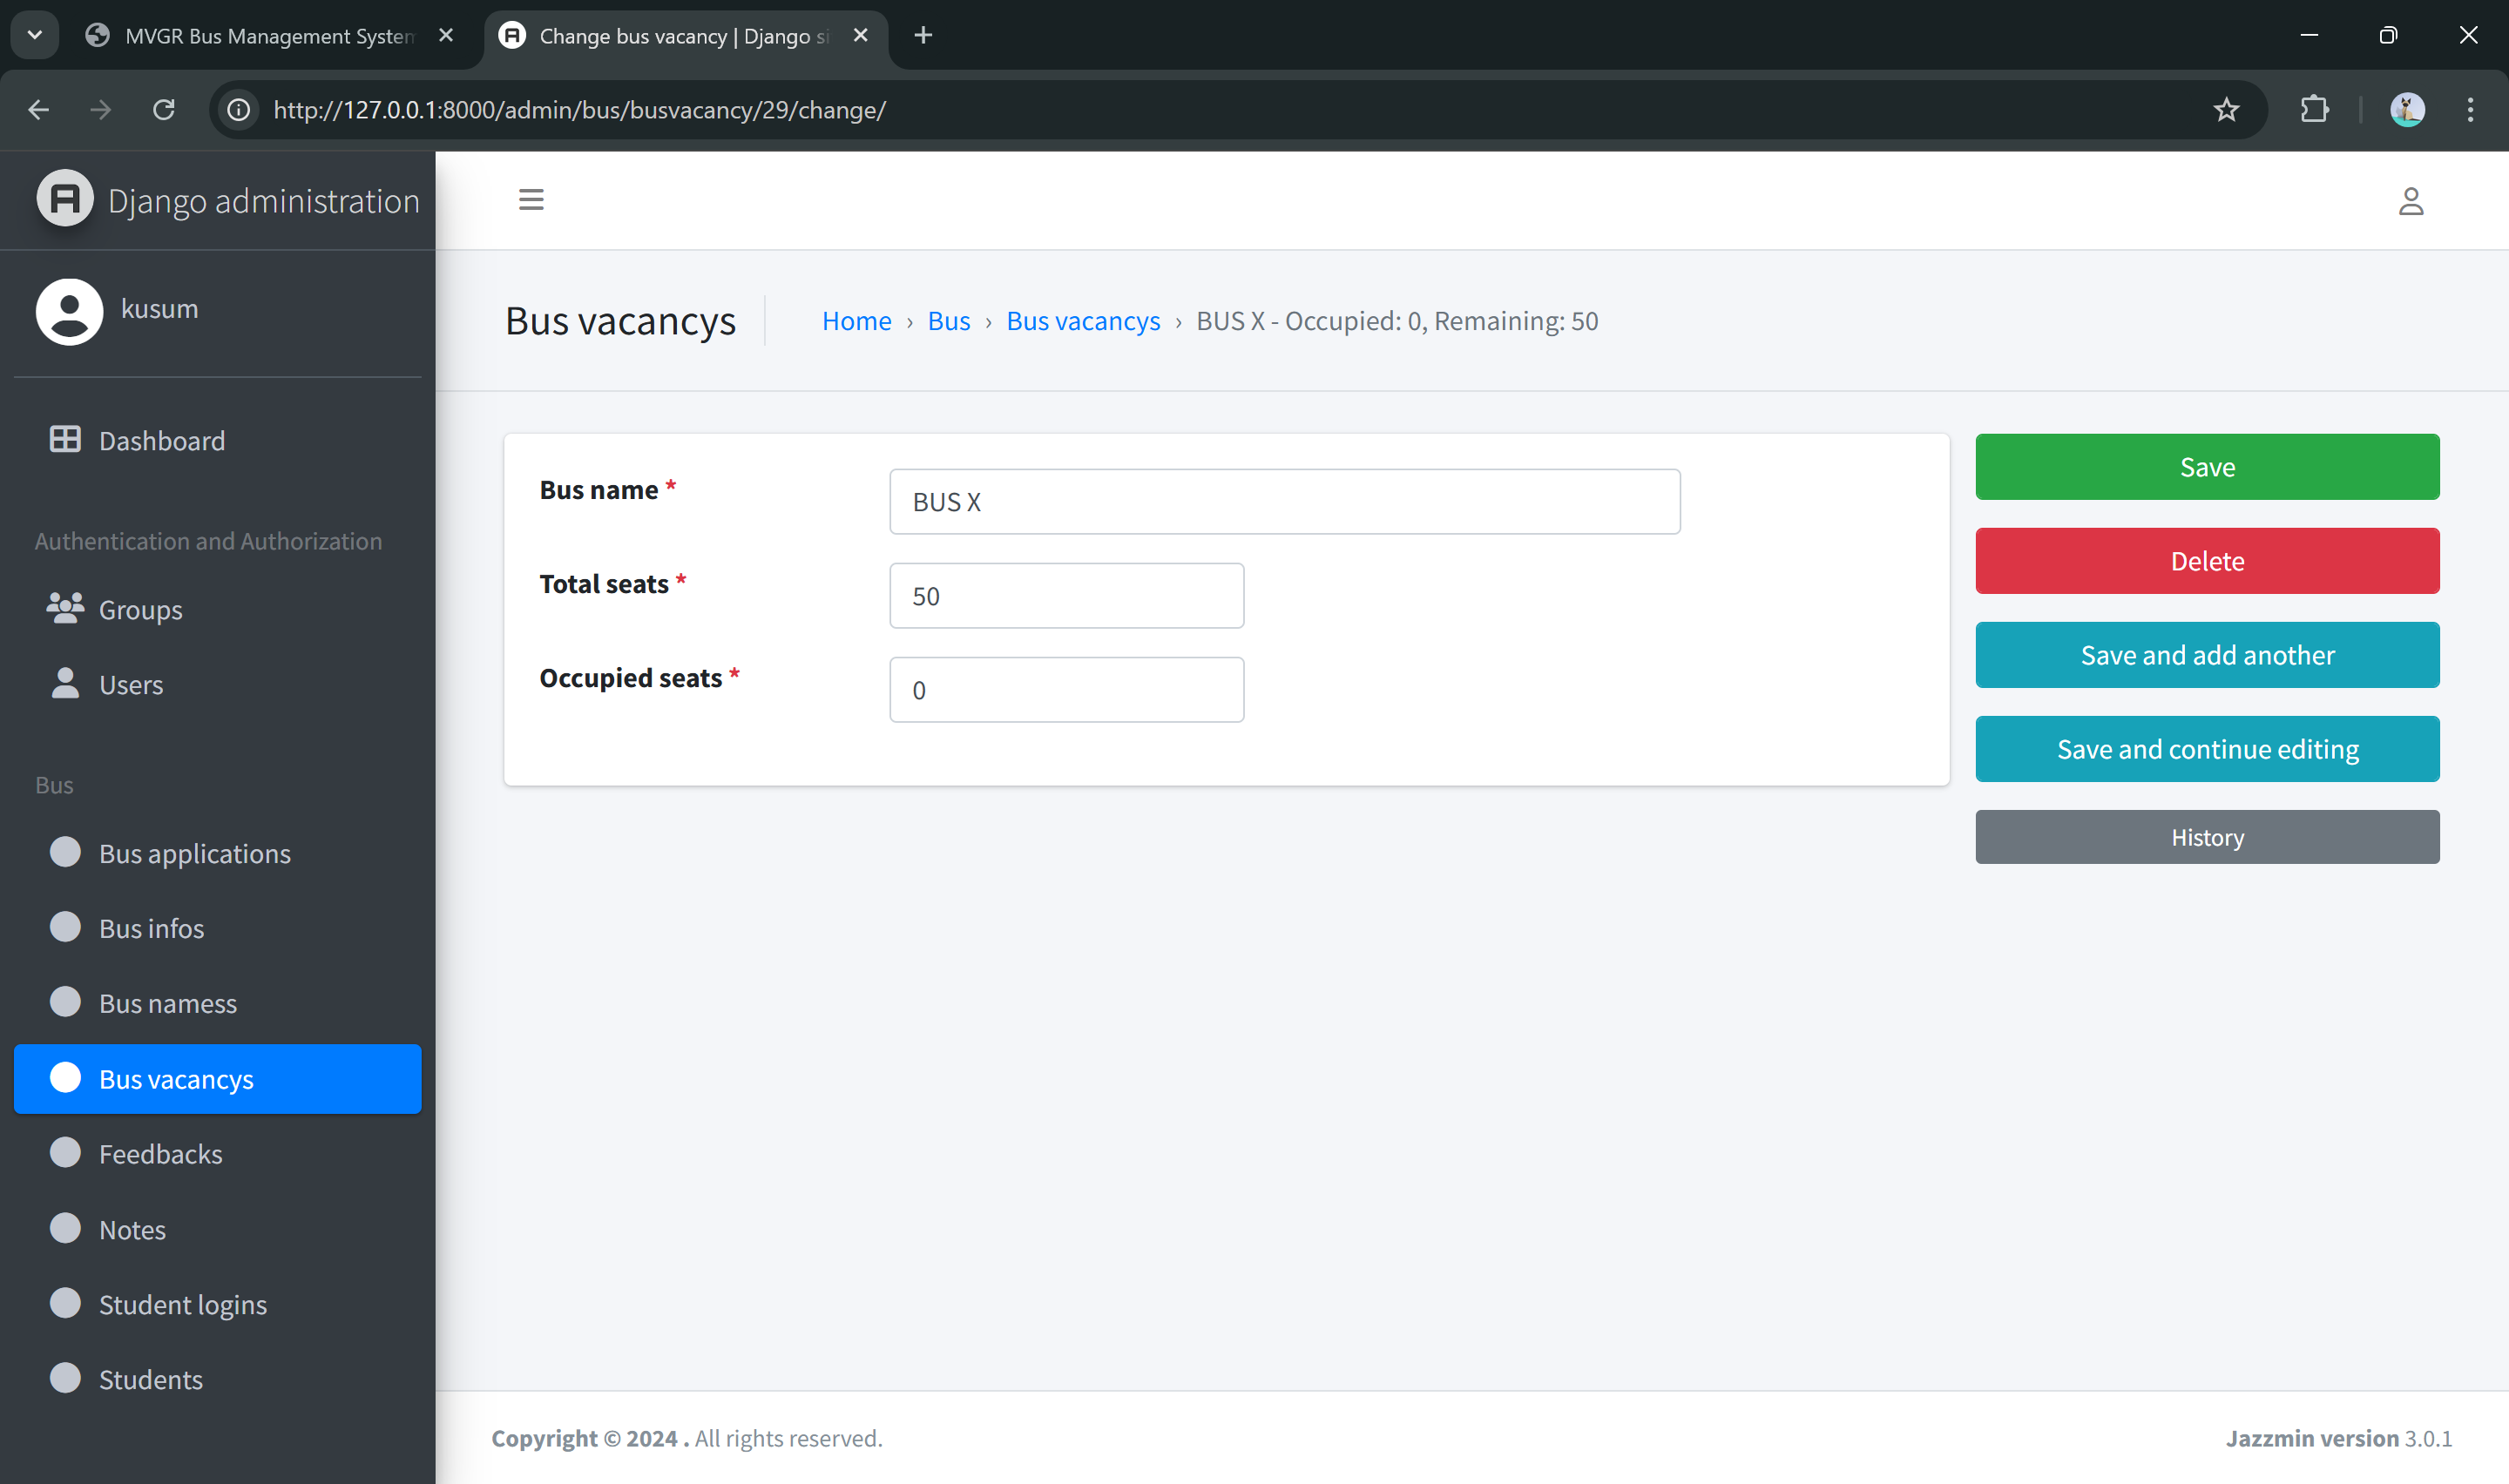 MVGR Bus Management System
Change bus vacancy | Django si
http://127.0.0.1:8000/admin/bus/busvacancy/29/change/
Django administration
kusum
Dashboard
Authentication and Authorization
Groups
Users
Bus
Bus applications
Bus infos
Bus namess
Bus vacancys
Feedbacks
Notes
Student logins
Students
Bus vacancys
Home › Bus › Bus vacancys › BUS X - Occupied: 0, Remaining: 50
Bus name *
BUS X
Total seats *
50
Occupied seats *
0
Save
Delete
Save and add another
Save and continue editing
History
Copyright © 2024 . All rights reserved.
Jazzmin version 3.0.1